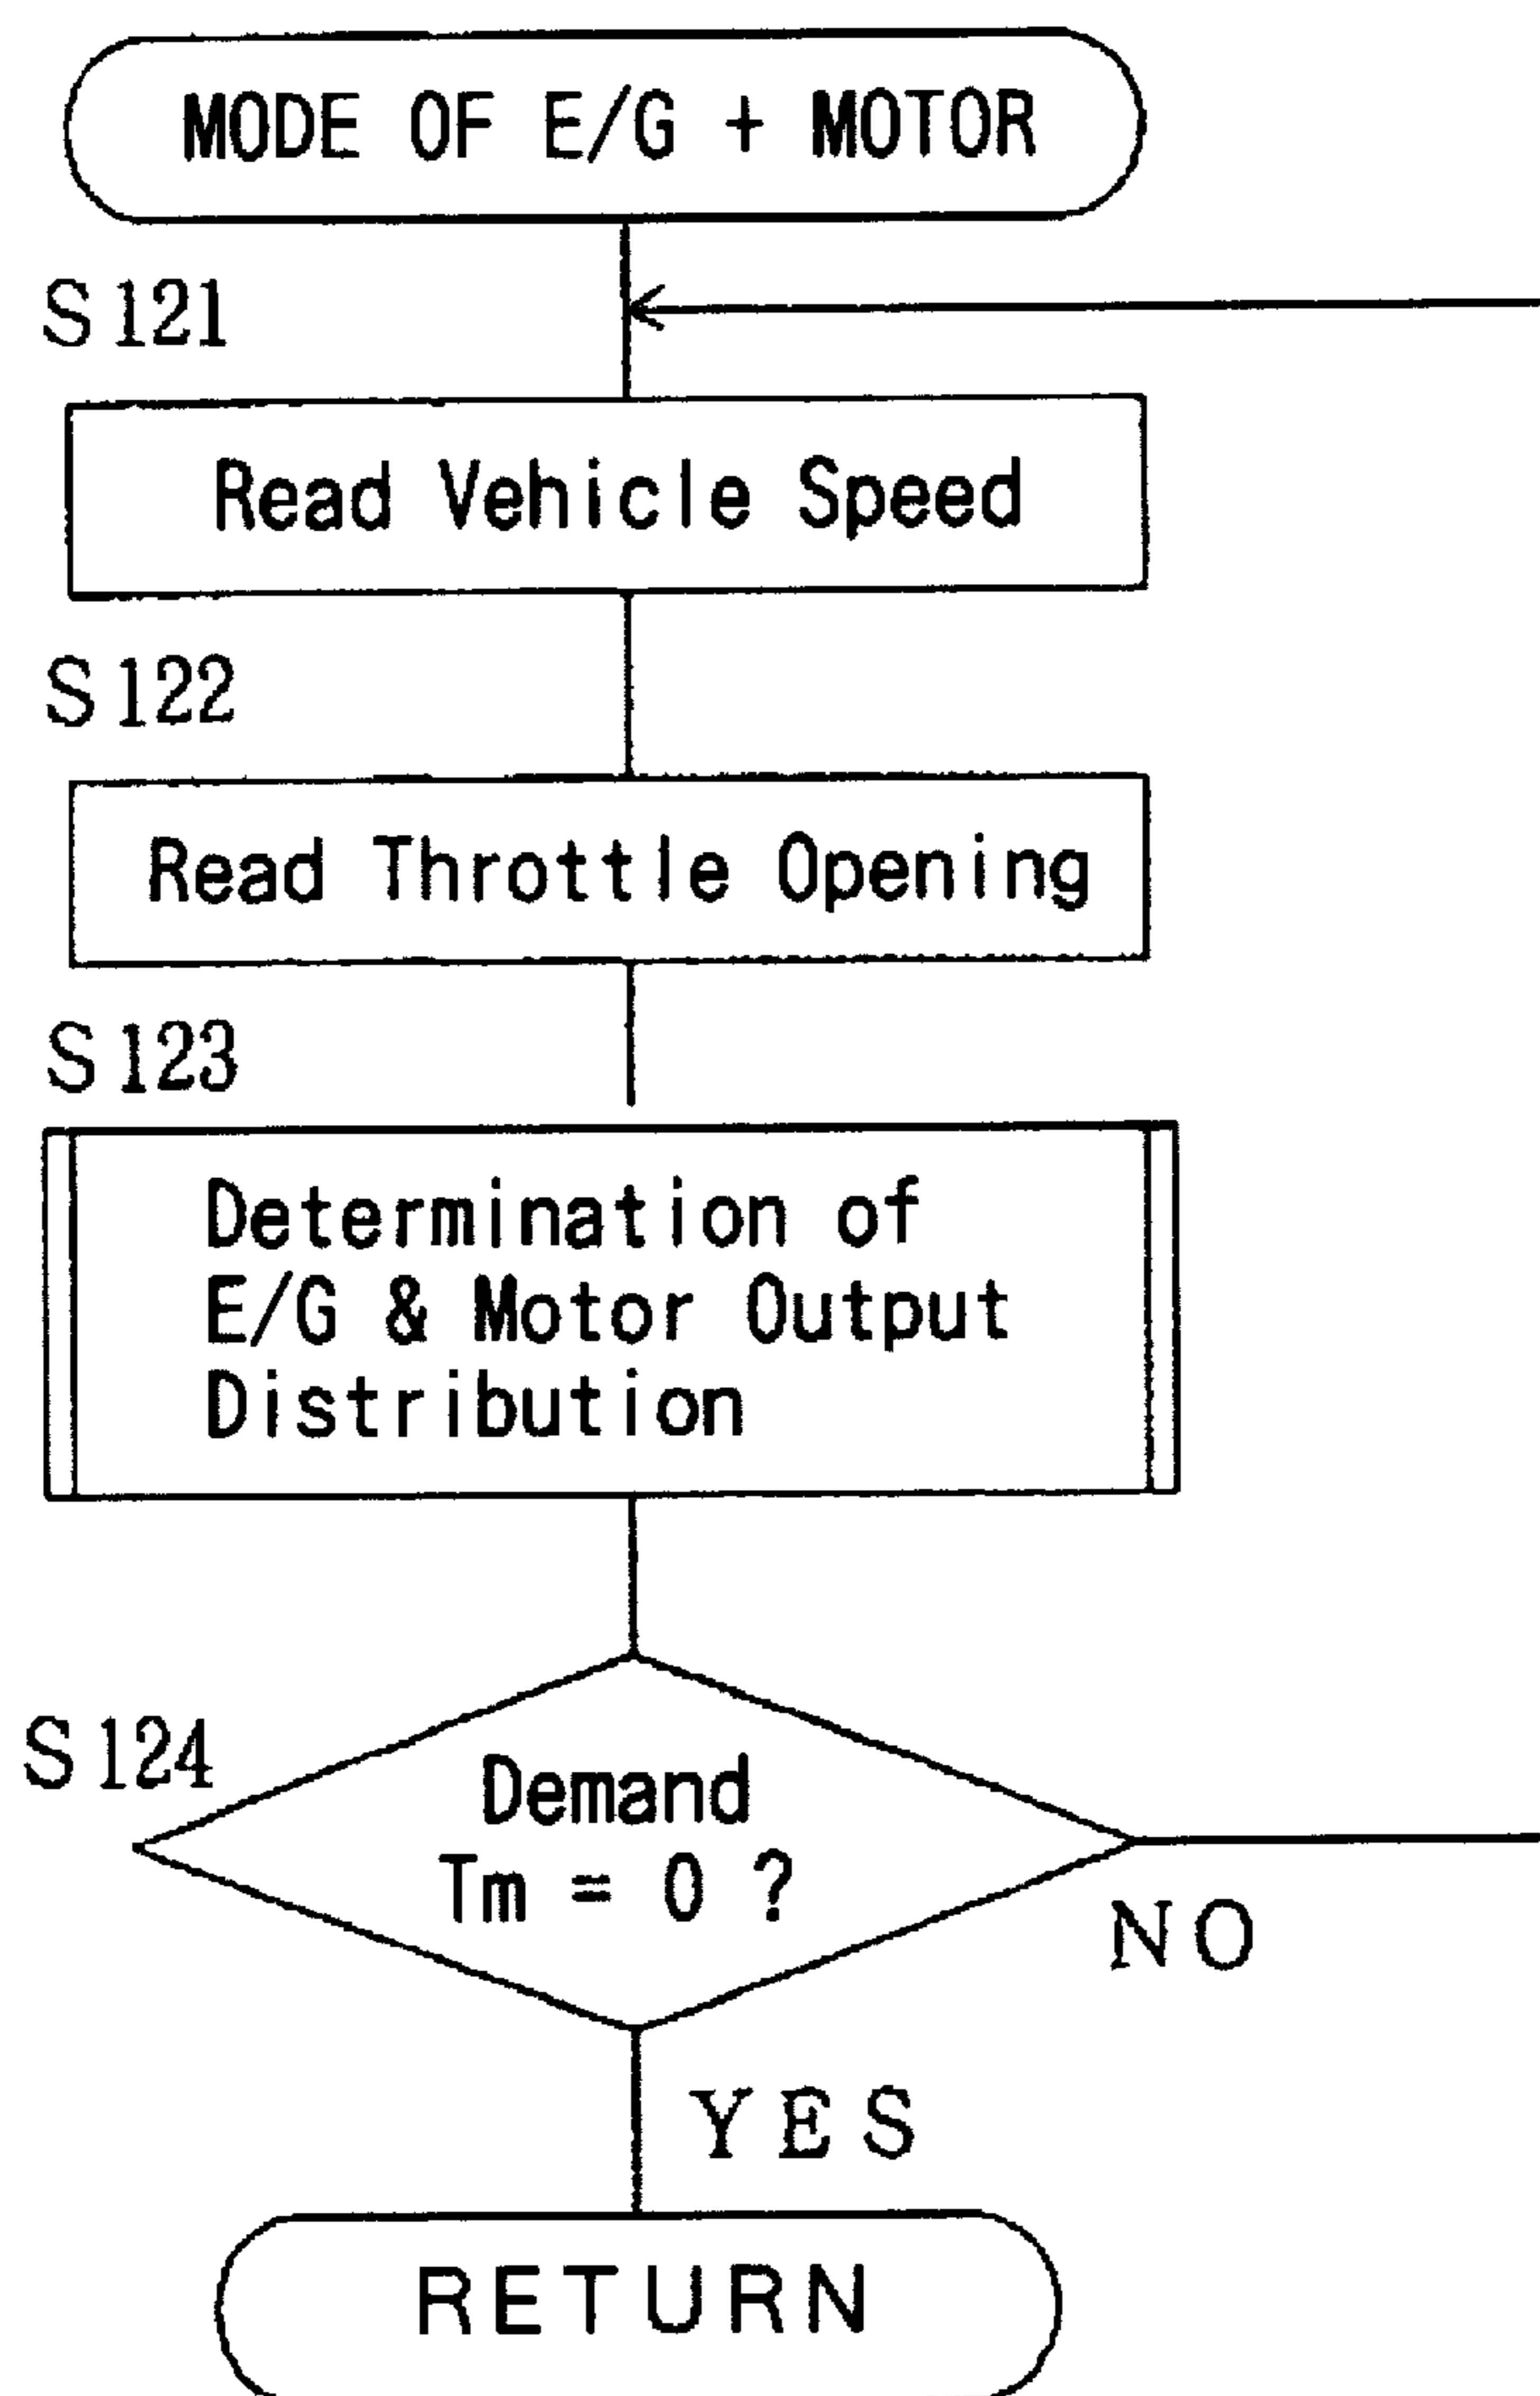 MODE OF E/G + MOTOR
S121
Read Vehicle Speed
S122
Read Throttle Opening
S123
Determination of
E/G & Motor Output
Distribution
S124
Demand
Tm = 0 ?
NO
YES
RETURN